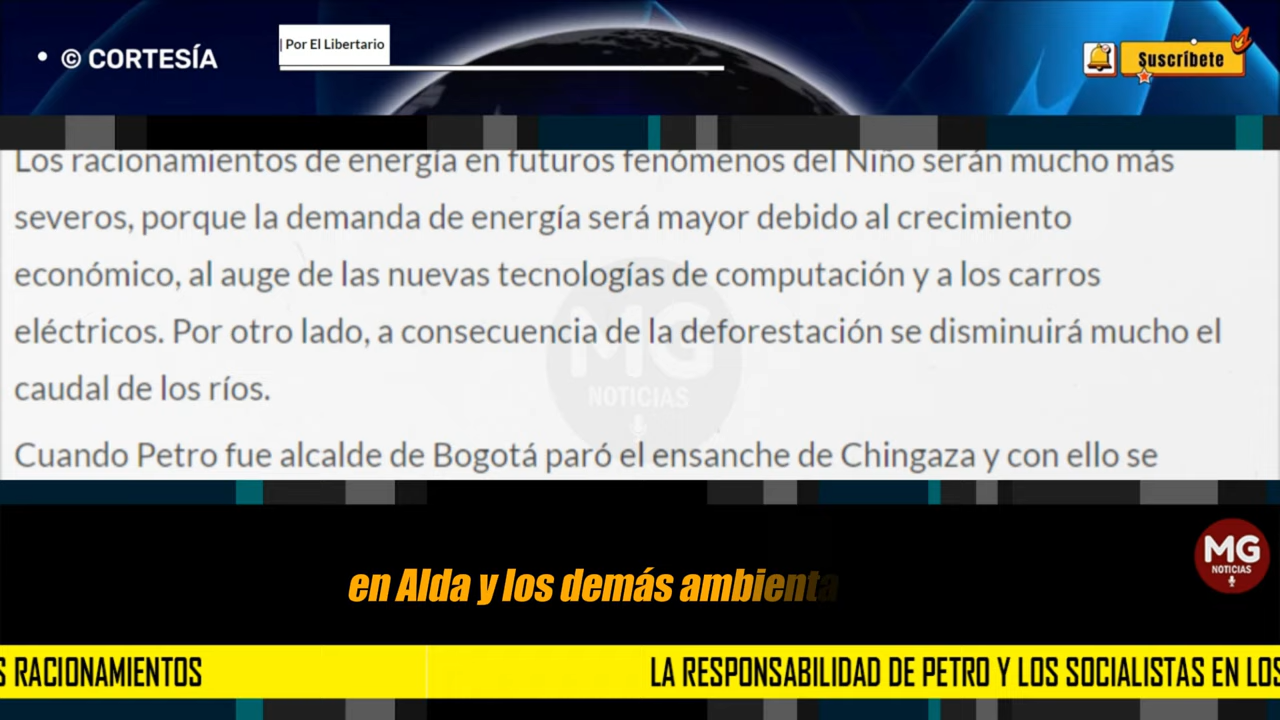 © CORTESÍA
| Por El Libertario
Suscríbete
Los racionamientos de energía en futuros fenómenos del Niño serán mucho más
severos, porque la demanda de energía será mayor debido al crecimiento
económico, al auge de las nuevas tecnologías de computación y a los carros
eléctricos. Por otro lado, a consecuencia de la deforestación se disminuirá mucho el
caudal de los ríos.
Cuando Petro fue alcalde de Bogotá paró el ensanche de Chingaza y con ello se
MG
NOTICIAS
en Alda y los demás ambienta
MG
NOTICIAS
S RACIONAMIENTOS
LA RESPONSABILIDAD DE PETRO Y LOS SOCIALISTAS EN LOS